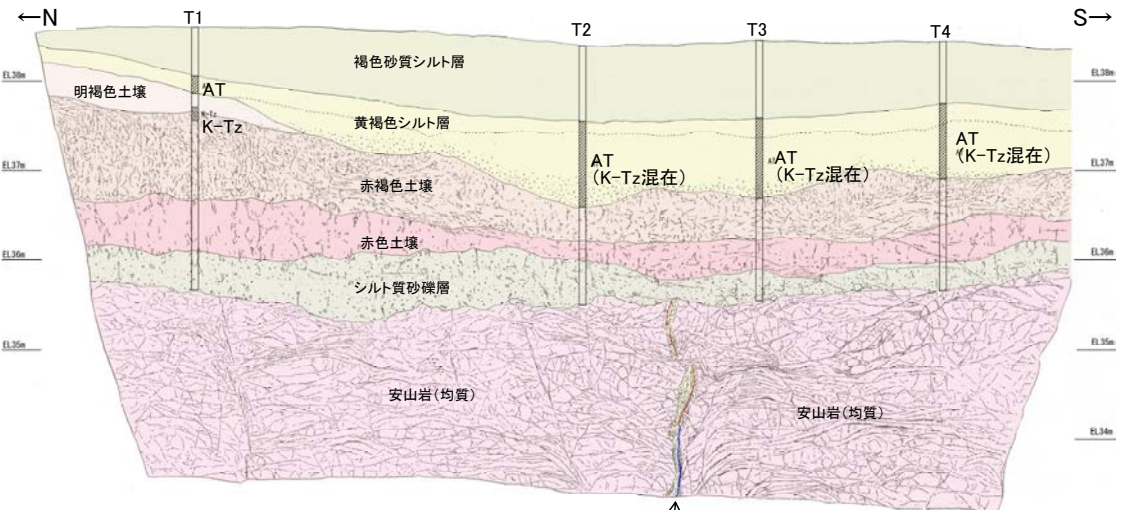 ←N
S→
T1
T2
T3
T4
褐色砂質シルト層
EL38m
EL38m
明褐色土壌
AT
K-Tz
K-Tz
黄褐色シルト層
AT
(K-Tz混在)
AT
(K-Tz混在)
AT
(K-Tz混在)
EL37m
EL37m
赤褐色土壌
赤色土壌
EL36m
EL36m
シルト質砂礫層
EL35m
EL35m
安山岩(均質)
安山岩(均質)
EL34m